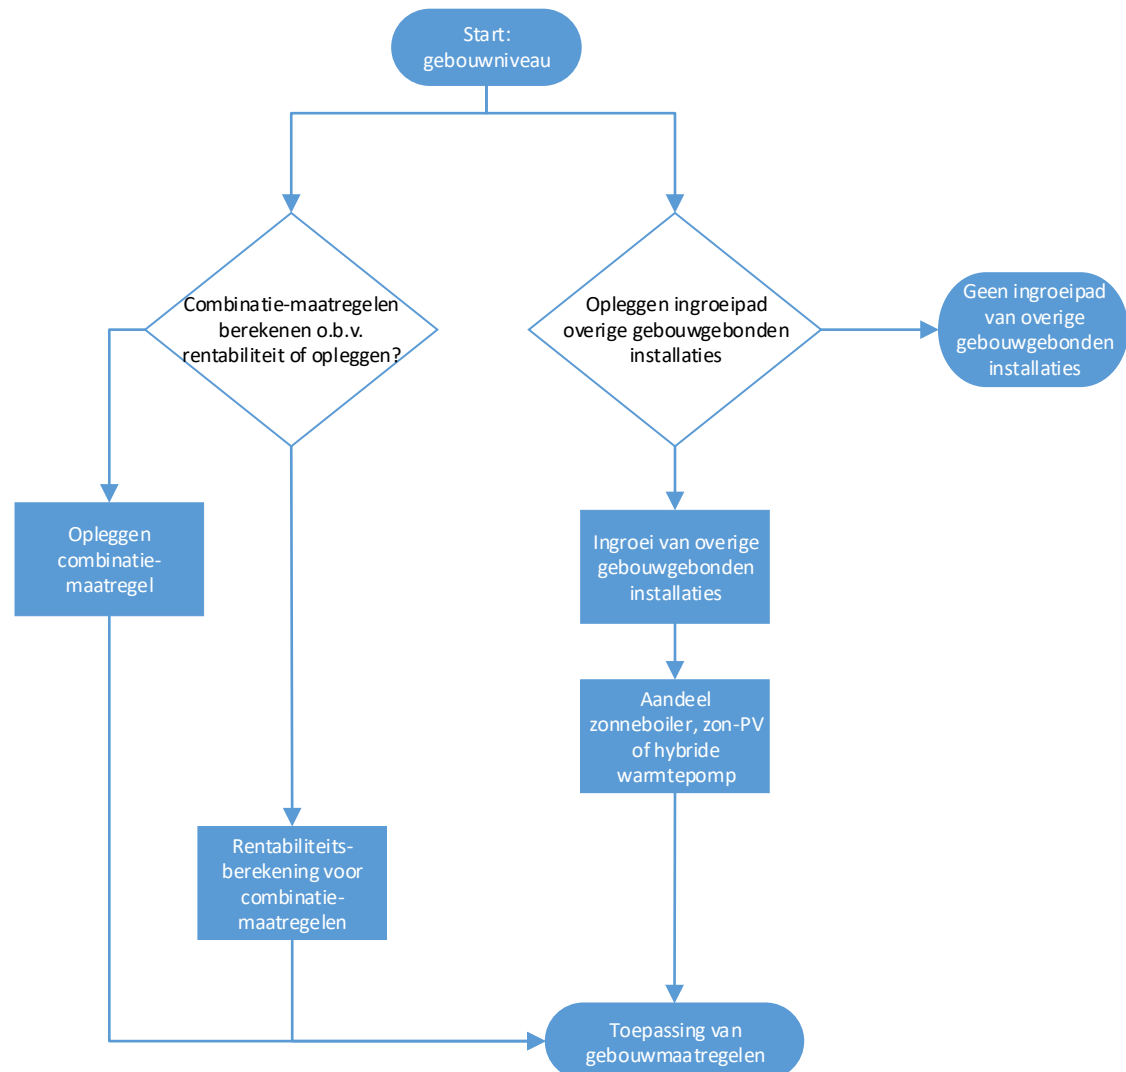 Start:
gebouwniveau
Combinatie-maatregelen
berekenen o.b.v.
rentabiliteit of opleggen?
Opleggen ingroeipad
overige gebouwgebonden
installaties
Geen ingroeipad
van overige
gebouwgebonden
installaties
Opleggen
combinatie-
maatregel
Ingroei van overige
gebouwgebonden
installaties
Aandeel
zonneboiler, zon-PV
of hybride
warmtepomp
Rentabiliteits-
berekening voor
combinatie-
maatregelen
Toepassing van
gebouwmaatregelen